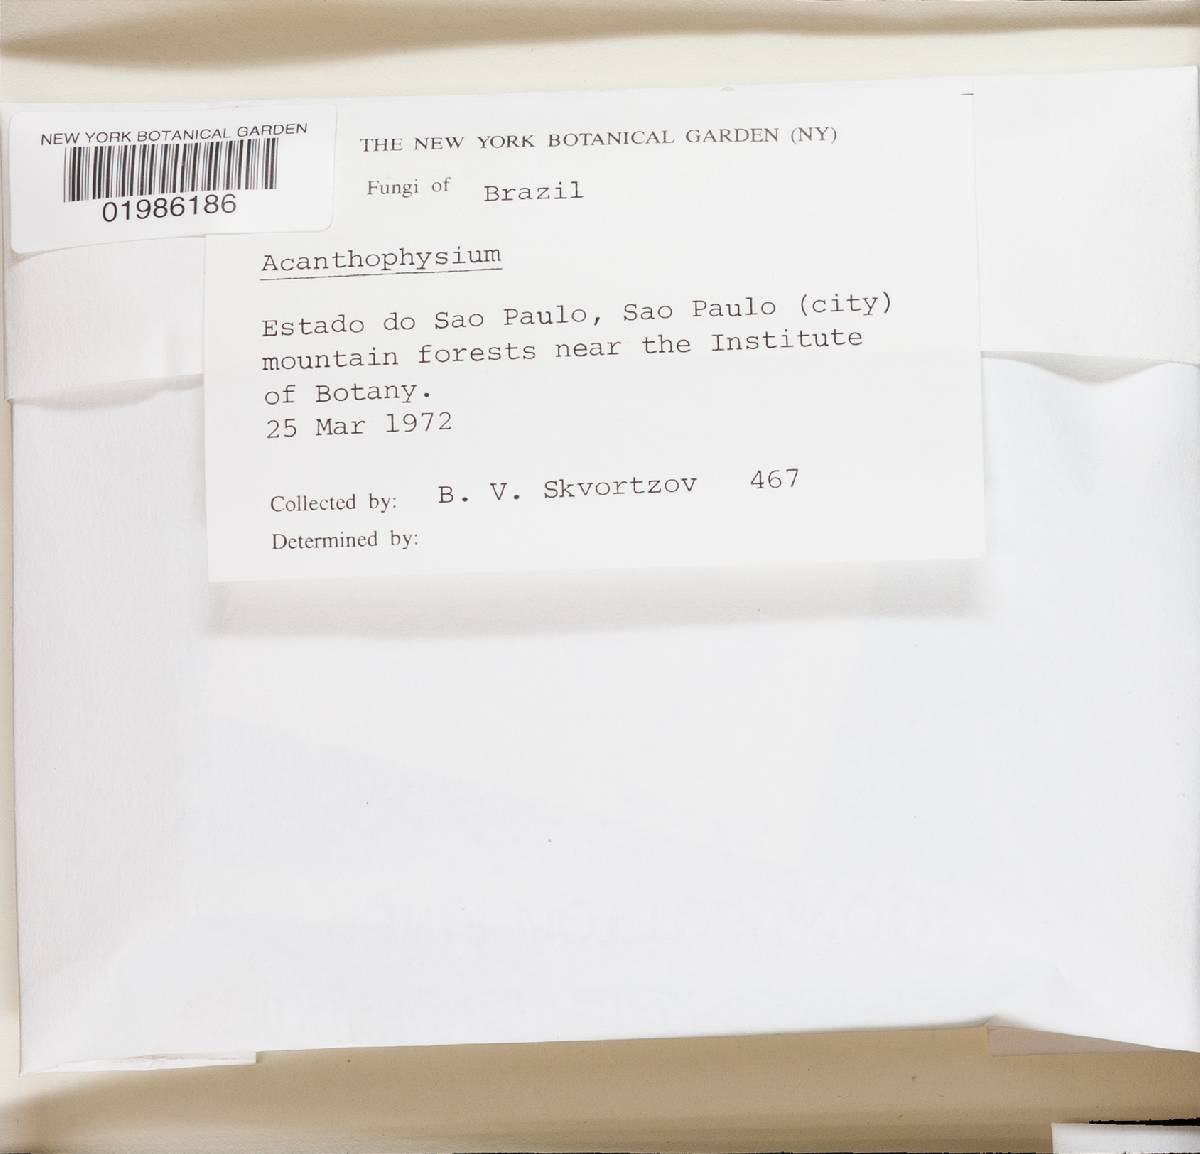 NEW YORK BOTANICAL GARDEN
01986186
THE NEW YORK BOTANICAL GARDEN (NY)
Fungi of Brazil
Acanthophysium
Estado do Sao Paulo, Sao Paulo (city)
mountain forests near the Institute
of Botany.
25 Mar 1972
Collected by: B. V. Skvortzov 467
Determined by: